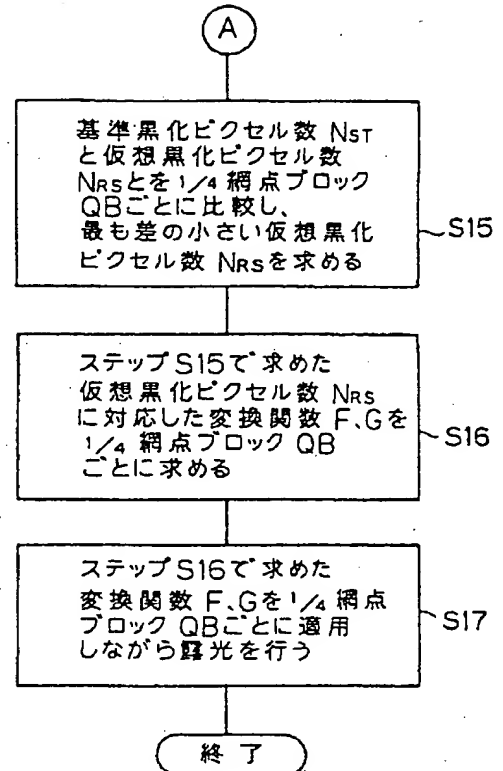 A
基準黒化ピクセル数 NST
と仮想黒化ピクセル数
NRSとを1/4 網点ブロック
QBごとに比較し、
最も差の小さい仮想黒化
ピクセル数 NRSを求める
S15
ステップS15で求めた
仮想黒化ピクセル数 NRS
に対応した変換関数 F、Gを
1/4 網点ブロック QB
ごとに求める
S16
ステップS16で求めた
変換関数 F、Gを 1/4 網点
ブロック QBごとに適用
しながら露光を行う
S17
終了